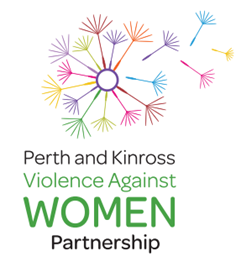 Perth and Kinross
Violence Against
WOMEN
Partnership